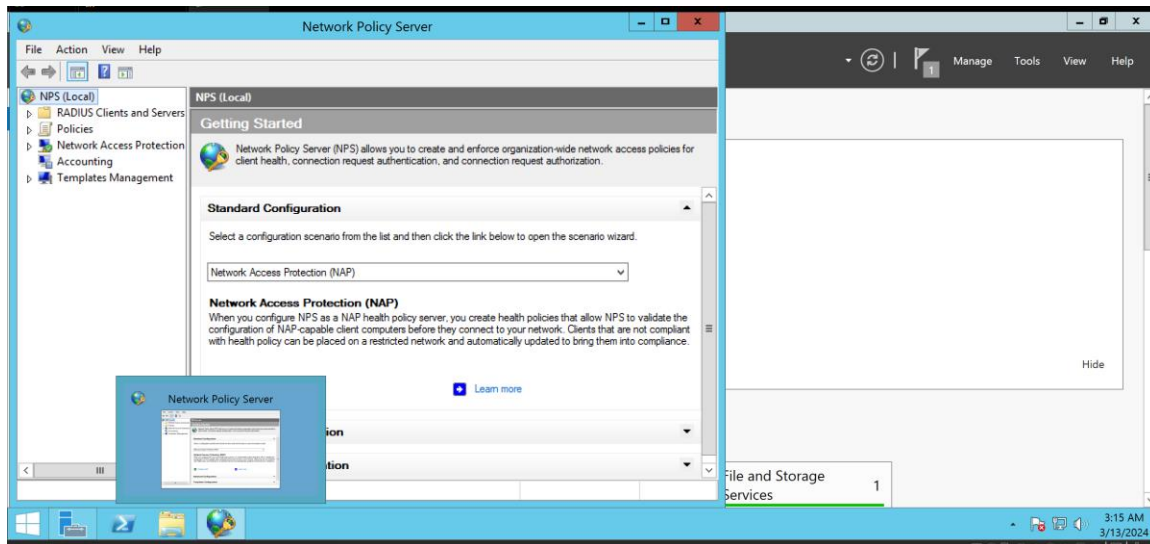 Network Policy Server
File Action View Help
Manage Tools View Help
1
NPS (Local)
RADIUS Clients and Servers
Policies
Network Access Protection
Accounting
Templates Management
NPS (Local)
Getting Started
Network Policy Server (NPS) allows you to create and enforce organization-wide network access policies for
client health, connection request authentication, and connection request authorization.
Standard Configuration
Select a configuration scenario from the list and then click the link below to open the scenario wizard.
Network Access Protection (NAP)
Network Access Protection (NAP)
When you configure NPS as a NAP health policy server, you create health policies that allow NPS to validate the
configuration of NAP-capable client computers before they connect to your network. Clients that are not compliant
with health policy can be placed on a restricted network and automatically updated to bring them into compliance.
Learn more
Hide
Network Policy Server
ion
ation
File and Storage
Services
1
3:15 AM
3/13/2024